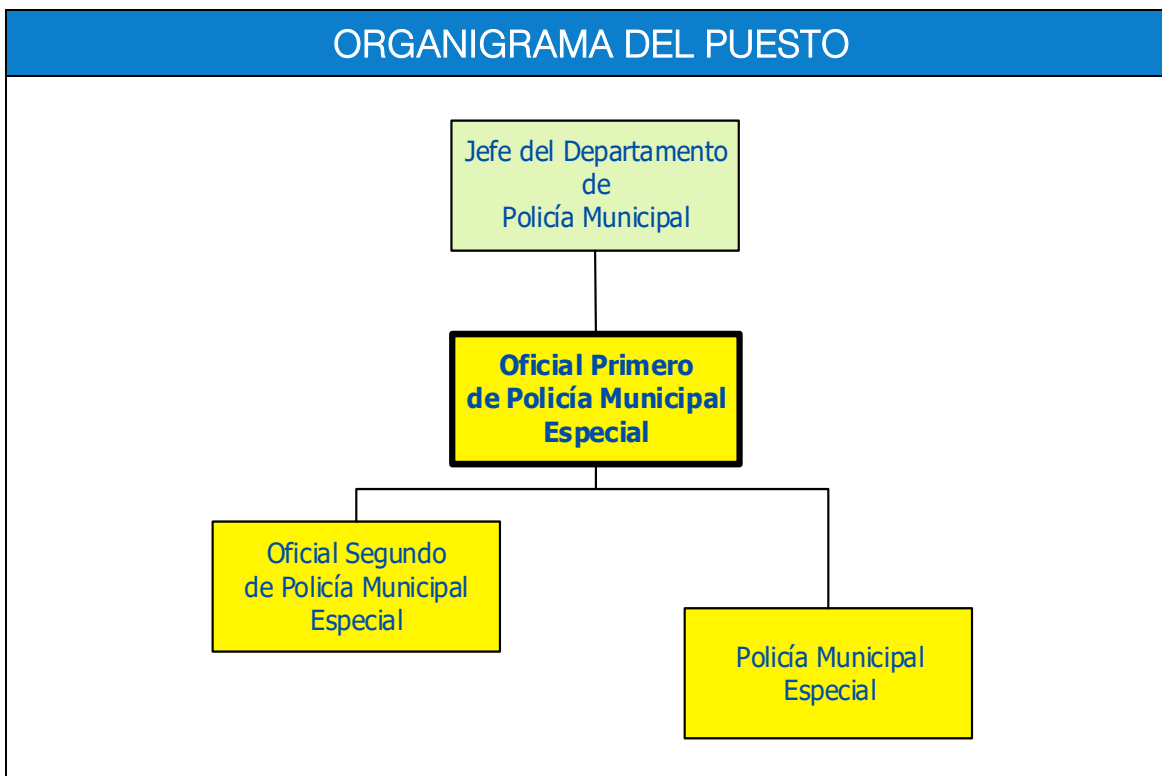 ORGANIGRAMA DEL PUESTO
Jefe del Departamento
de
Policía Municipal
Oficial Primero
de Policía Municipal
Especial
Oficial Segundo
de Policía Municipal
Especial
Policía Municipal
Especial